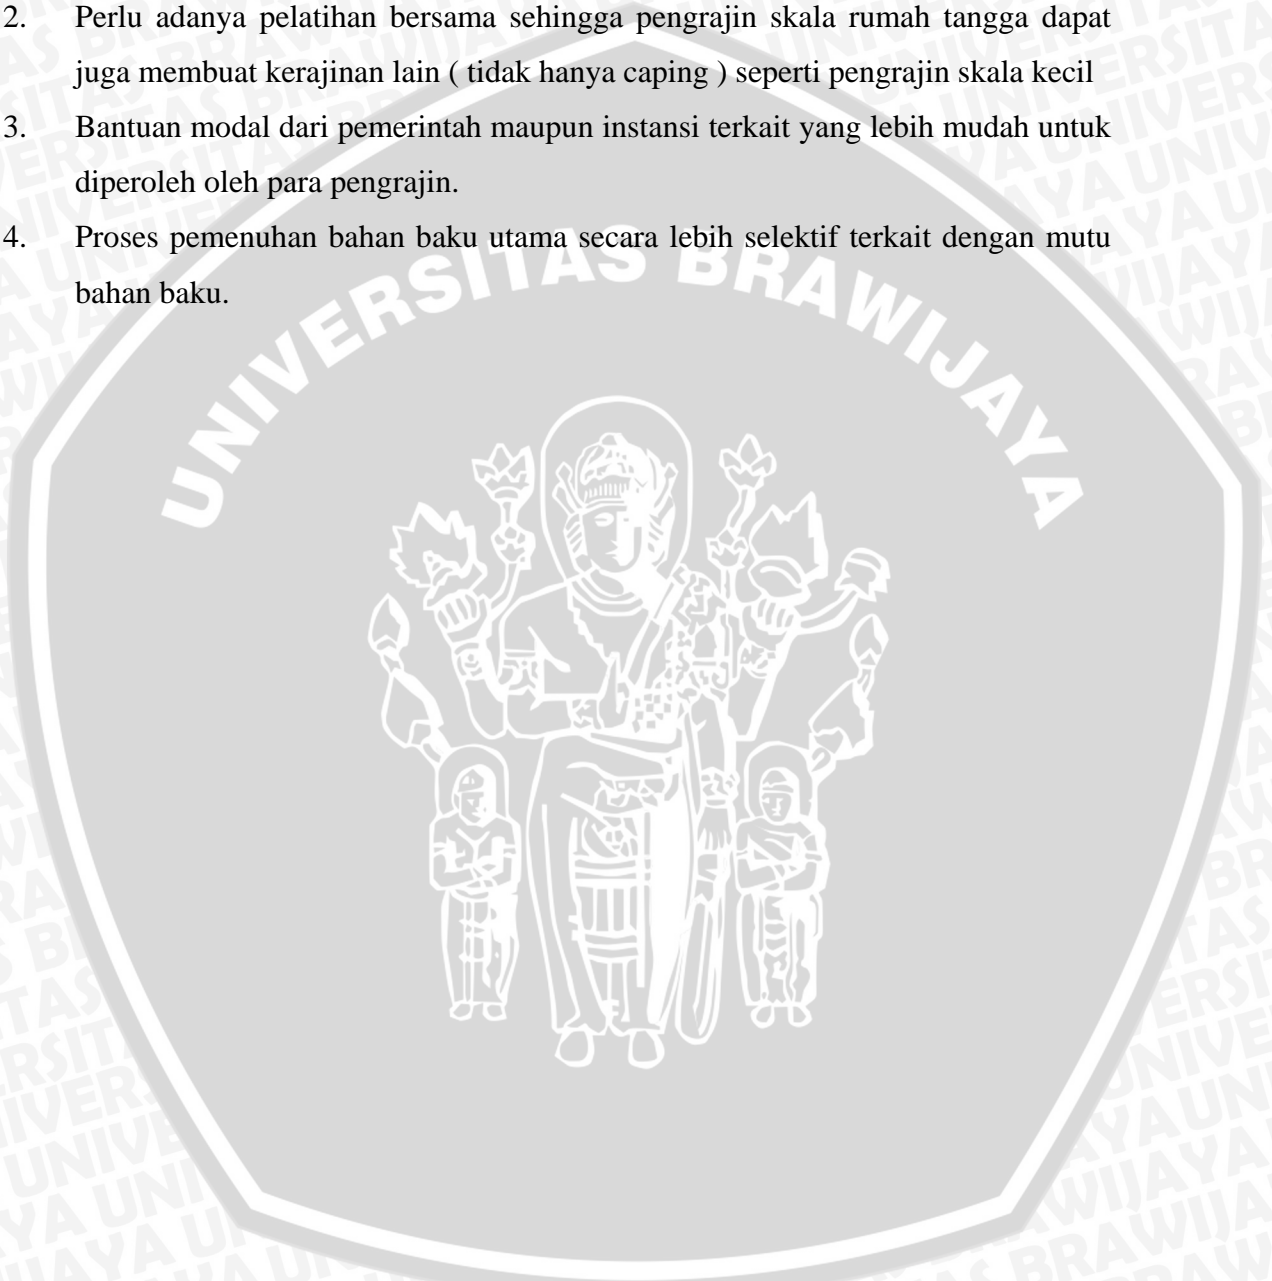 2. Perlu adanya pelatihan bersama sehingga pengrajin skala rumah tangga dapat
juga membuat kerajinan lain ( tidak hanya caping ) seperti pengrajin skala kecil
3. Bantuan modal dari pemerintah maupun instansi terkait yang lebih mudah untuk
diperoleh oleh para pengrajin.
4. Proses pemenuhan bahan baku utama secara lebih selektif terkait dengan mutu
bahan baku.
UNIVERSITAS BRAWIJAYA